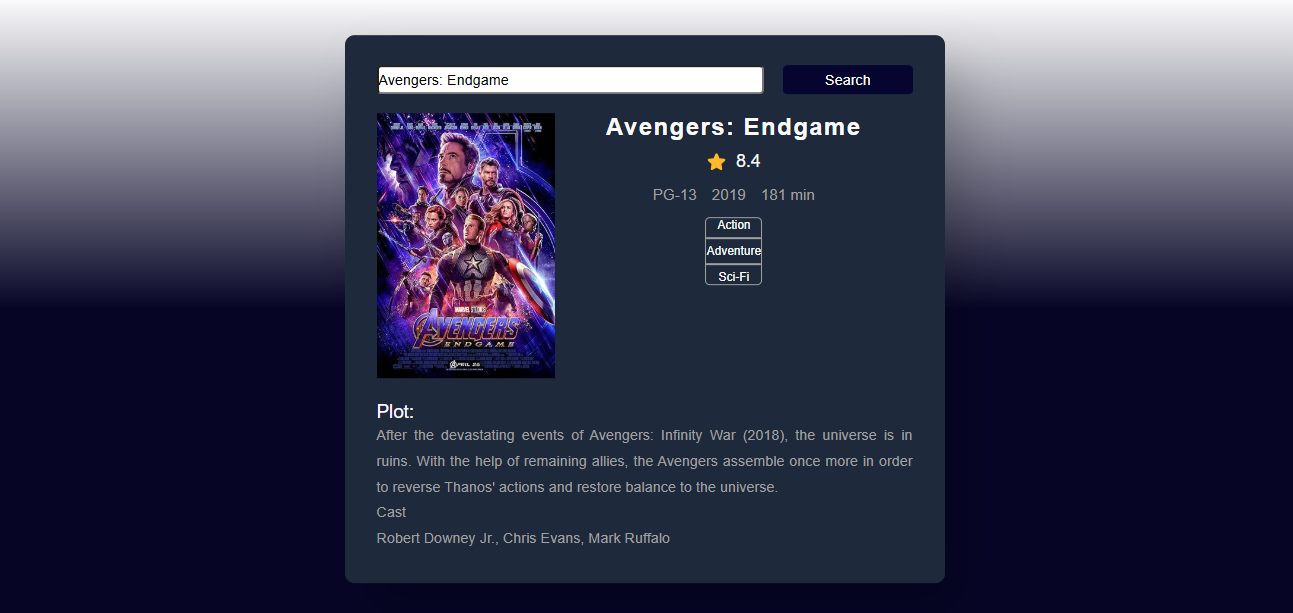 Avengers: Endgame
Search
Avengers: Endgame
8.4
PG-13 2019 181 min
Action
Adventure
Sci-Fi
MARVEL STUDIOS
AVENGERS
ENDGAME
APRIL 26
Plot:
After the devastating events of Avengers: Infinity War (2018), the universe is in
ruins. With the help of remaining allies, the Avengers assemble once more in order
to reverse Thanos' actions and restore balance to the universe.
Cast
Robert Downey Jr., Chris Evans, Mark Ruffalo